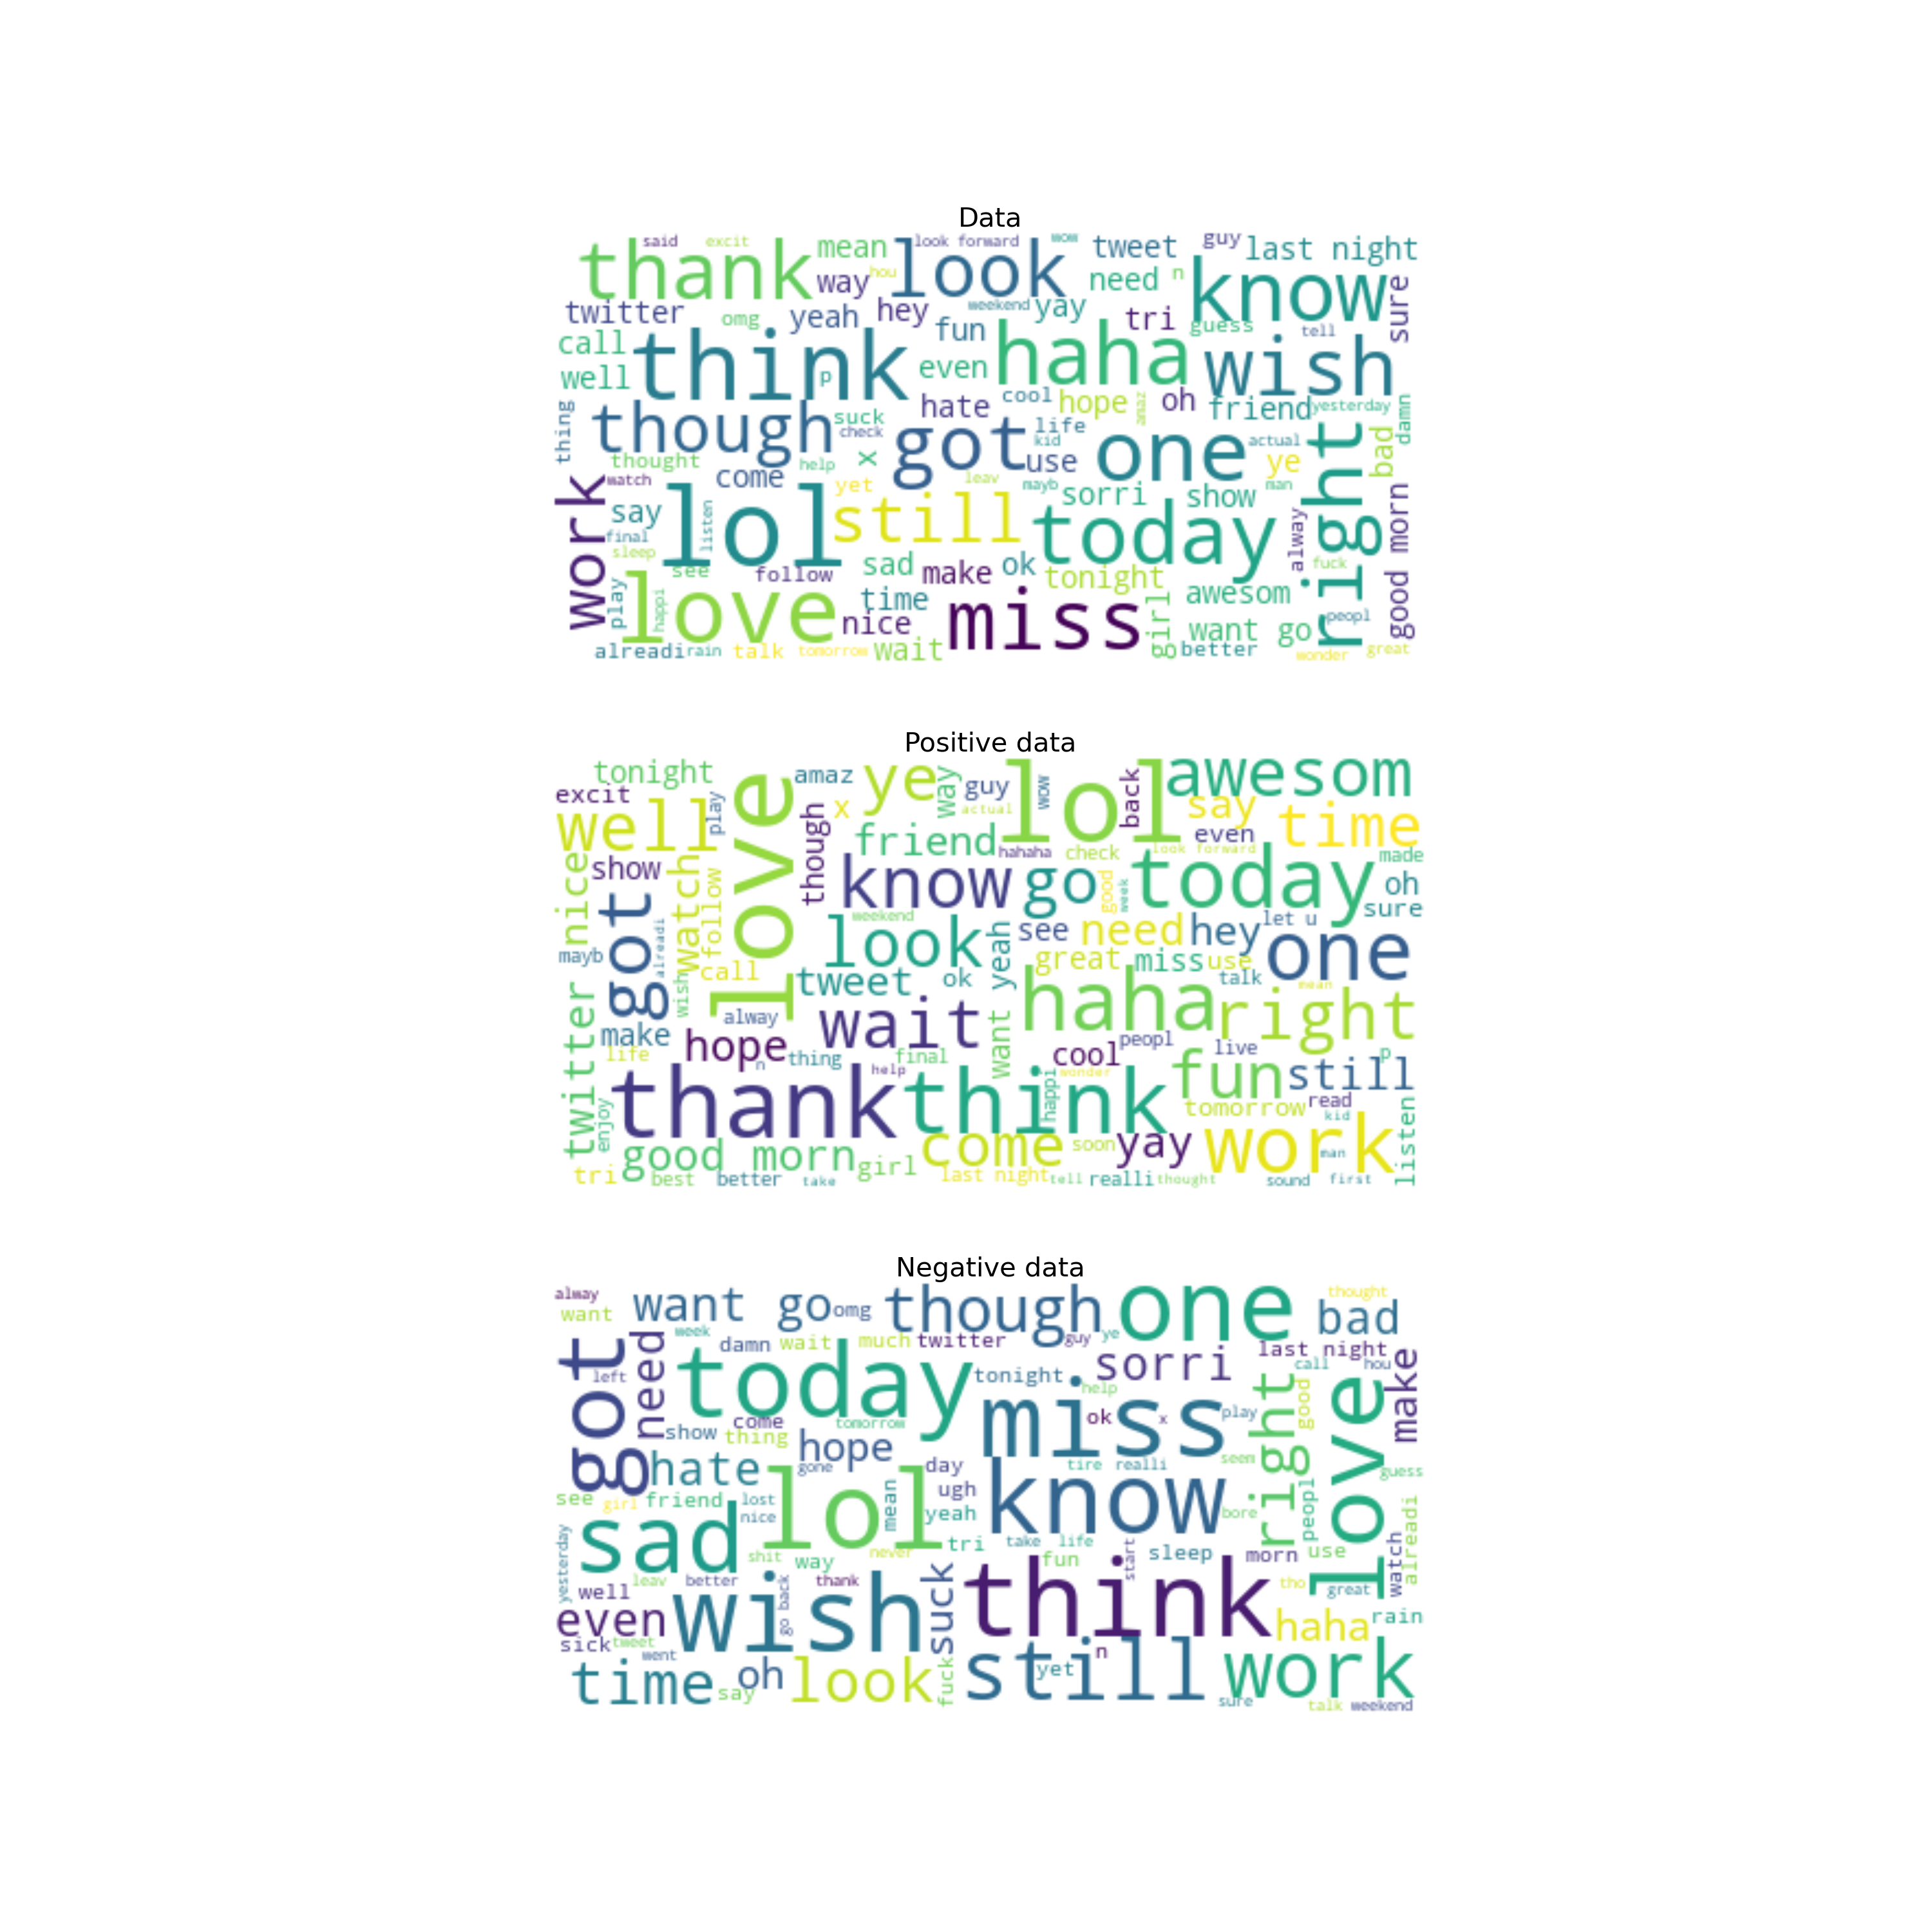 Data
said excit look forward wow guy
thank mean look tweet last night
way hou need n know sure
twitter omg yeah hey weekend yay tri guess tell
call think fun haha wish
well p even
thing though suck hate cool hope amaz oh friend yesterday damn
check got life kid one actual right bad
thought help x use ye
work watch come yet leav mayb sorri show man good morn
say lol listen still today alway
final sleep fuck
see follow sad make ok tonight
play love happi time nice miss girl awesom peopl
want go
alreadi rain talk tomorrow wait better wonder great
Positive data
tonight love amaz ye way guy lol wow back awesom
excit well play x actual say time
though friend even
show watch hahaha check look forward made
nice got follow know go good week today oh
weekend let u sure
alreadi look yeah see need hey one
mayb call great miss use
wish tweet ok talk mean
twitter alway wait want haha right
make hope peopl
life n thing final cool live p
help wonder fun still
enjoy thank think happi tomorrow read kid listen
good morn come soon yay work man
girl
tri best better take last night tell realli thought sound first
Negative data
alway want go omg though one thought
want bad
got need week damn wait much twitter guy ye last night
left today tonight sorri call hou make
help right good love
show come tomorrow miss ok x play
thing hope
hate gone day tire realli seem guess
see girl friend lost lol mean ugh know peopl
sad nice yeah bore alreadi
yesterday tri take life
shit way never fun start sleep morn use watch
leav better thank think tho great
well wish go back suck
even haha rain
sick tweet n
went oh yet still work
time say look fuck sure talk weekend